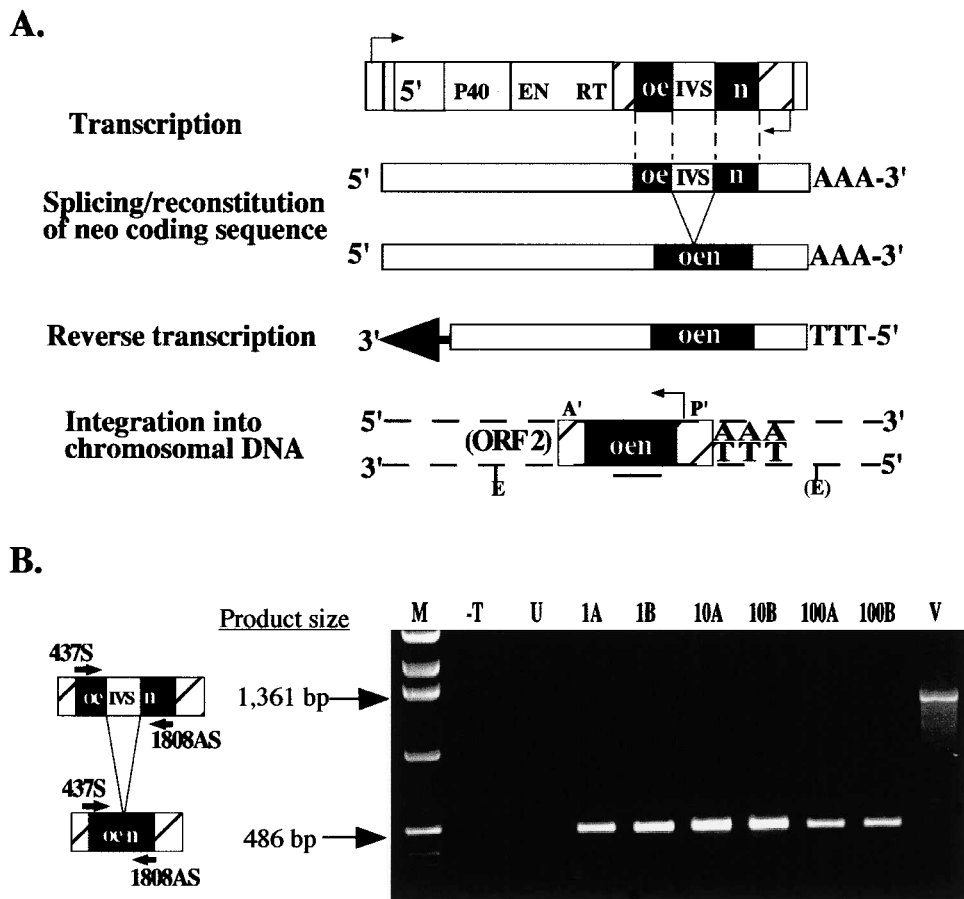 A.
5' P40 EN RT oe IVS n
Transcription
5' oe IVS n AAA-3'
Splicing/reconstitution
of neo coding sequence
5' oen AAA-3'
Reverse transcription 3' oen TTT-5'
Integration into
chromosomal DNA
5' A' P' 3'
(ORF 2) oen A A A
T T T
3' 5'
E (E)
B.
Product size M -T U 1A 1B 10A 10B 100A 100B V
437S
oe IVS n 1,361 bp
1808AS
437S
oen 486 bp
1808AS